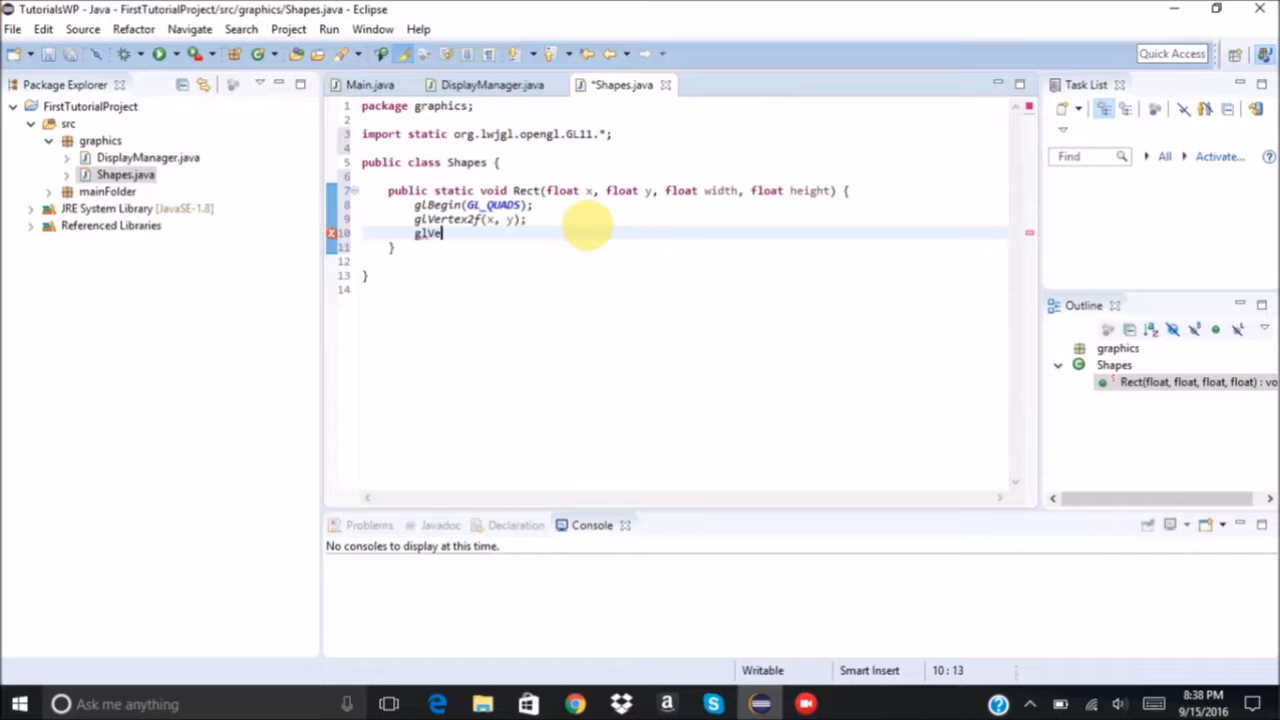 TutorialsWP - Java - FirstTutorialProject/src/graphics/Shapes.java - Eclipse
File Edit Source Refactor Navigate Search Project Run Window Help
Quick Access
Package Explorer
FirstTutorialProject
src
graphics
DisplayManager.java
Shapes.java
mainFolder
JRE System Library [JavaSE-1.8]
Referenced Libraries
Main.java DisplayManager.java *Shapes.java
1 package graphics;
2
3 import static org.lwjgl.opengl.GL11.*;
4
5 public class Shapes {
6
7 public static void Rect(float x, float y, float width, float height) {
8 glBegin(GL_QUADS);
9 glVertex2f(x, y);
10 glVe
11 }
12
13 }
14
Task List
Find All Activate...
Outline
graphics
Shapes
Rect(float, float, float, float) : vo
Problems Javadoc Declaration Console
No consoles to display at this time.
Writable Smart Insert 10 : 13
Ask me anything
8:38 PM
9/15/2016